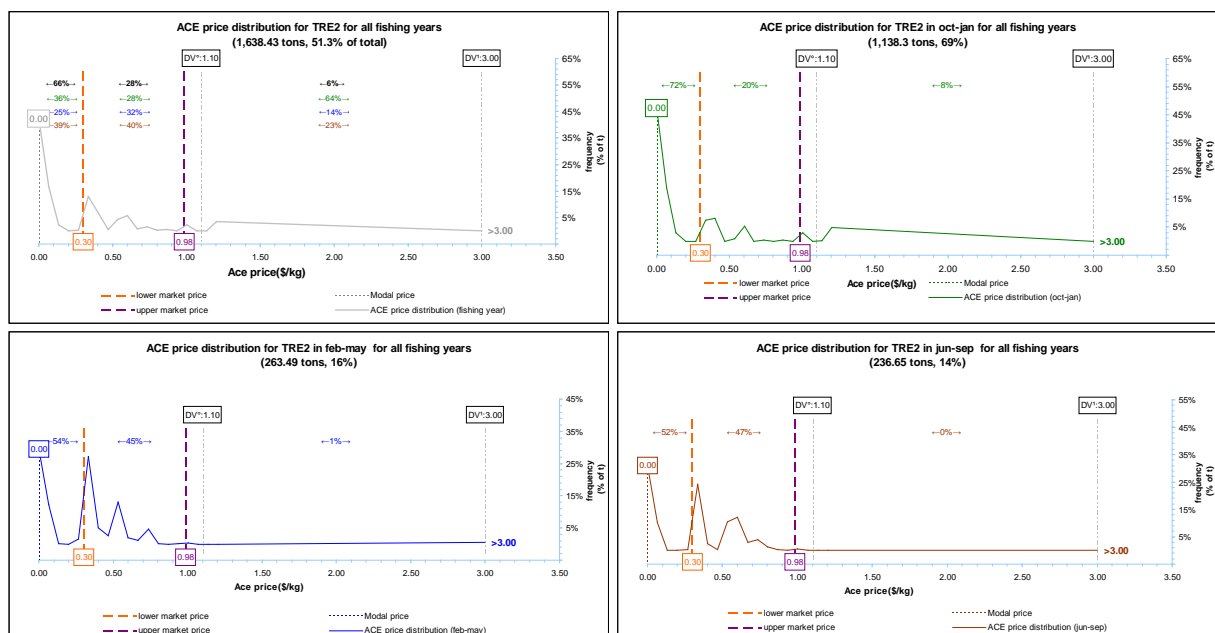 ACE price distribution for TRE2 for all fishing years
(1,638.43 tons, 51.3% of total)
DV°:1.10
DV¹:3.00
65%
55%
45%
35%
25%
15%
5%
frequency
(% of t)
←66%→ ←28%→ ←6%→
←36%→ ←28%→ ←64%→
←25%→ ←32%→ ←14%→
←39%→ ←40%→ ←23%→
0.00
0.30
0.98
>3.00
0.00 0.50 1.00 1.50 2.00 2.50 3.00 3.50
Ace price($/kg)
lower market price
Modal price
upper market price
ACE price distribution (fishing year)
ACE price distribution for TRE2 in oct-jan for all fishing years
(1,138.3 tons, 69%)
DV°:1.10
DV¹:3.00
65%
55%
45%
35%
25%
15%
5%
frequency
(% of t)
←72%→ ←20%→ ←8%→
0.00
0.30
0.98
>3.00
0.00 0.50 1.00 1.50 2.00 2.50 3.00 3.50
Ace price($/kg)
lower market price
Modal price
upper market price
ACE price distribution (oct-jan)
ACE price distribution for TRE2 in feb-may for all fishing years
(263.49 tons, 16%)
DV°:1.10
DV¹:3.00
45%
35%
25%
15%
5%
frequency
(% of t)
←54%→ ←45%→ ←1%→
0.00
0.30
0.98
>3.00
0.00 0.50 1.00 1.50 2.00 2.50 3.00 3.50
Ace price($/kg)
lower market price
Modal price
upper market price
ACE price distribution (feb-may)
ACE price distribution for TRE2 in jun-sep for all fishing years
(236.65 tons, 14%)
DV°:1.10
DV¹:3.00
55%
45%
35%
25%
15%
5%
frequency
(% of t)
←52%→ ←47%→ ←0%→
0.00
0.30
0.98
>3.00
0.00 0.50 1.00 1.50 2.00 2.50 3.00 3.50
Ace price($/kg)
lower market price
Modal price
upper market price
ACE price distribution (jun-sep)